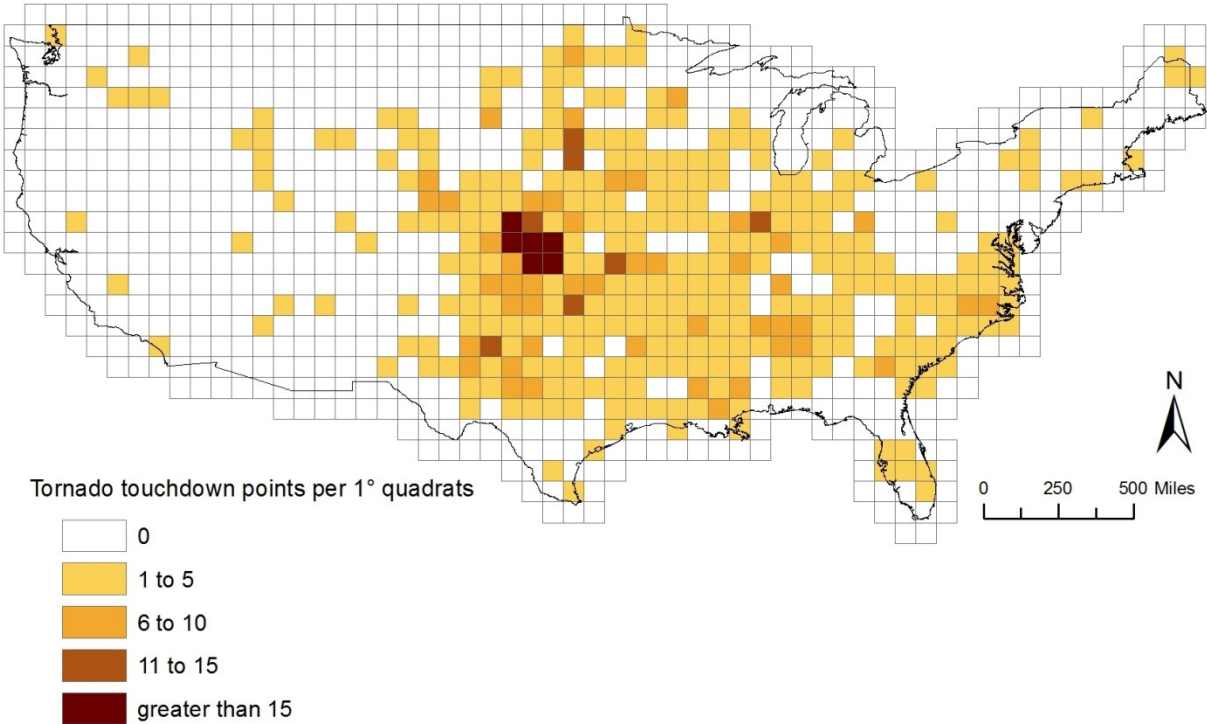 N
0 250 500 Miles
Tornado touchdown points per 1° quadrats
0
1 to 5
6 to 10
11 to 15
greater than 15